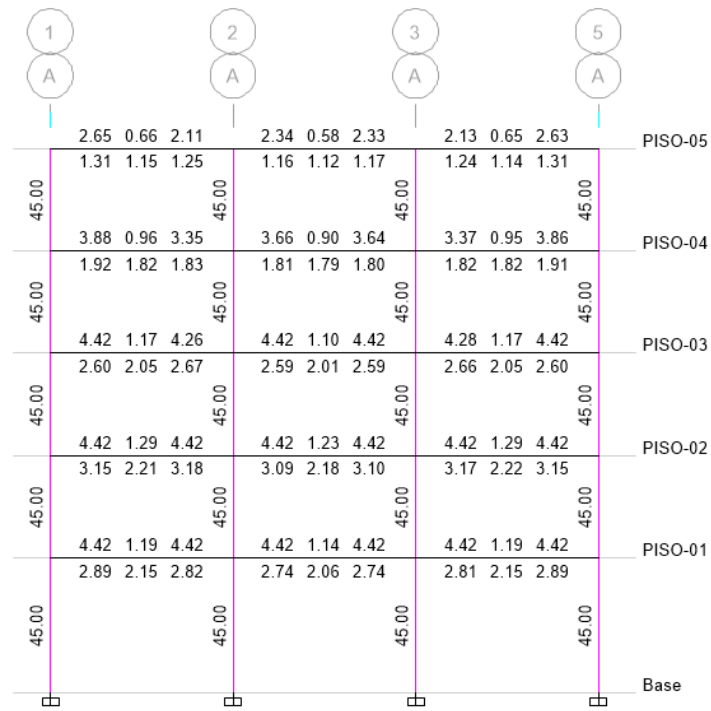 1 2 3 5
A A A A
2.65 0.66 2.11 2.34 0.58 2.33 2.13 0.65 2.63 PISO-05
1.31 1.15 1.25 1.16 1.12 1.17 1.24 1.14 1.31
45.00 45.00 45.00 45.00
3.88 0.96 3.35 3.66 0.90 3.64 3.37 0.95 3.86 PISO-04
1.92 1.82 1.83 1.81 1.79 1.80 1.82 1.82 1.91
45.00 45.00 45.00 45.00
4.42 1.17 4.26 4.42 1.10 4.42 4.28 1.17 4.42 PISO-03
2.60 2.05 2.67 2.59 2.01 2.59 2.66 2.05 2.60
45.00 45.00 45.00 45.00
4.42 1.29 4.42 4.42 1.23 4.42 4.42 1.29 4.42 PISO-02
3.15 2.21 3.18 3.09 2.18 3.10 3.17 2.22 3.15
45.00 45.00 45.00 45.00
4.42 1.19 4.42 4.42 1.14 4.42 4.42 1.19 4.42 PISO-01
2.89 2.15 2.82 2.74 2.06 2.74 2.81 2.15 2.89
45.00 45.00 45.00 45.00
Base